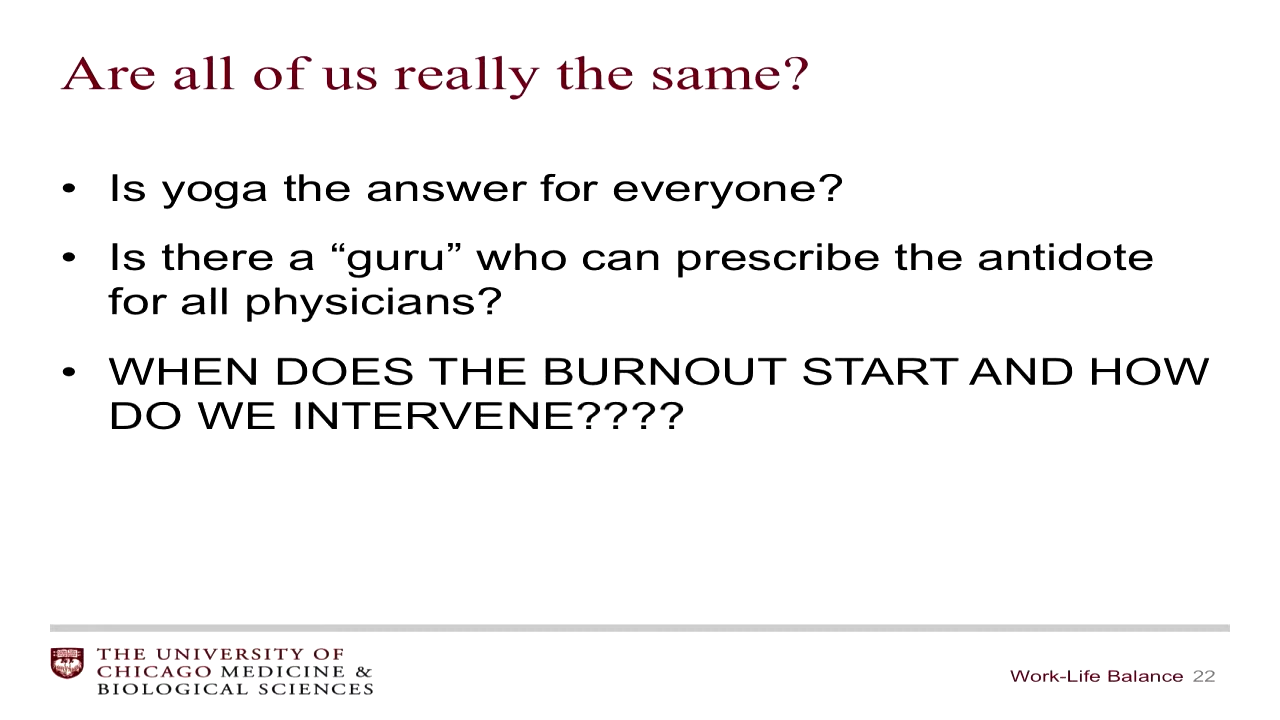 Are all of us really the same?
• Is yoga the answer for everyone?
• Is there a “guru” who can prescribe the antidote
for all physicians?
• WHEN DOES THE BURNOUT START AND HOW
DO WE INTERVENE????
THE UNIVERSITY OF
CHICAGO MEDICINE &
BIOLOGICAL SCIENCES
Work-Life Balance 22